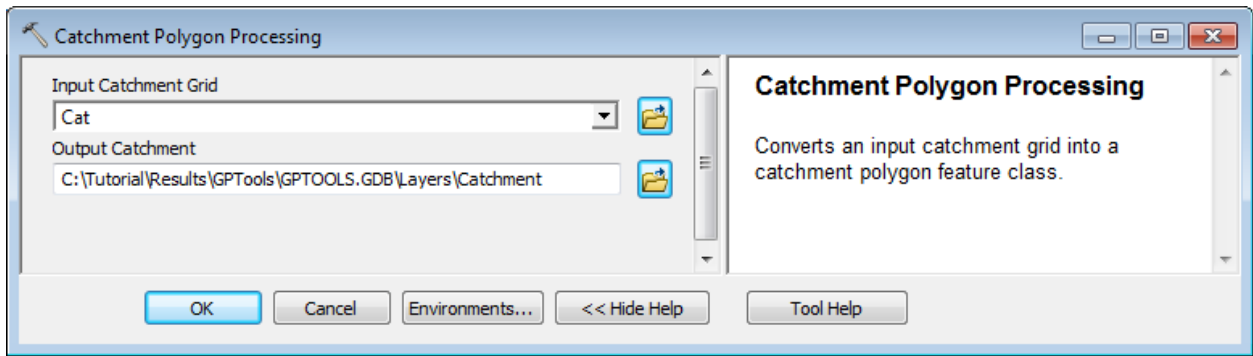 Catchment Polygon Processing
Input Catchment Grid
Cat
Output Catchment
C:\Tutorial\Results\GPTools\GPTOOLS.GDB\Layers\Catchment
Catchment Polygon Processing
Converts an input catchment grid into a
catchment polygon feature class.
OK
Cancel
Environments...
<< Hide Help
Tool Help